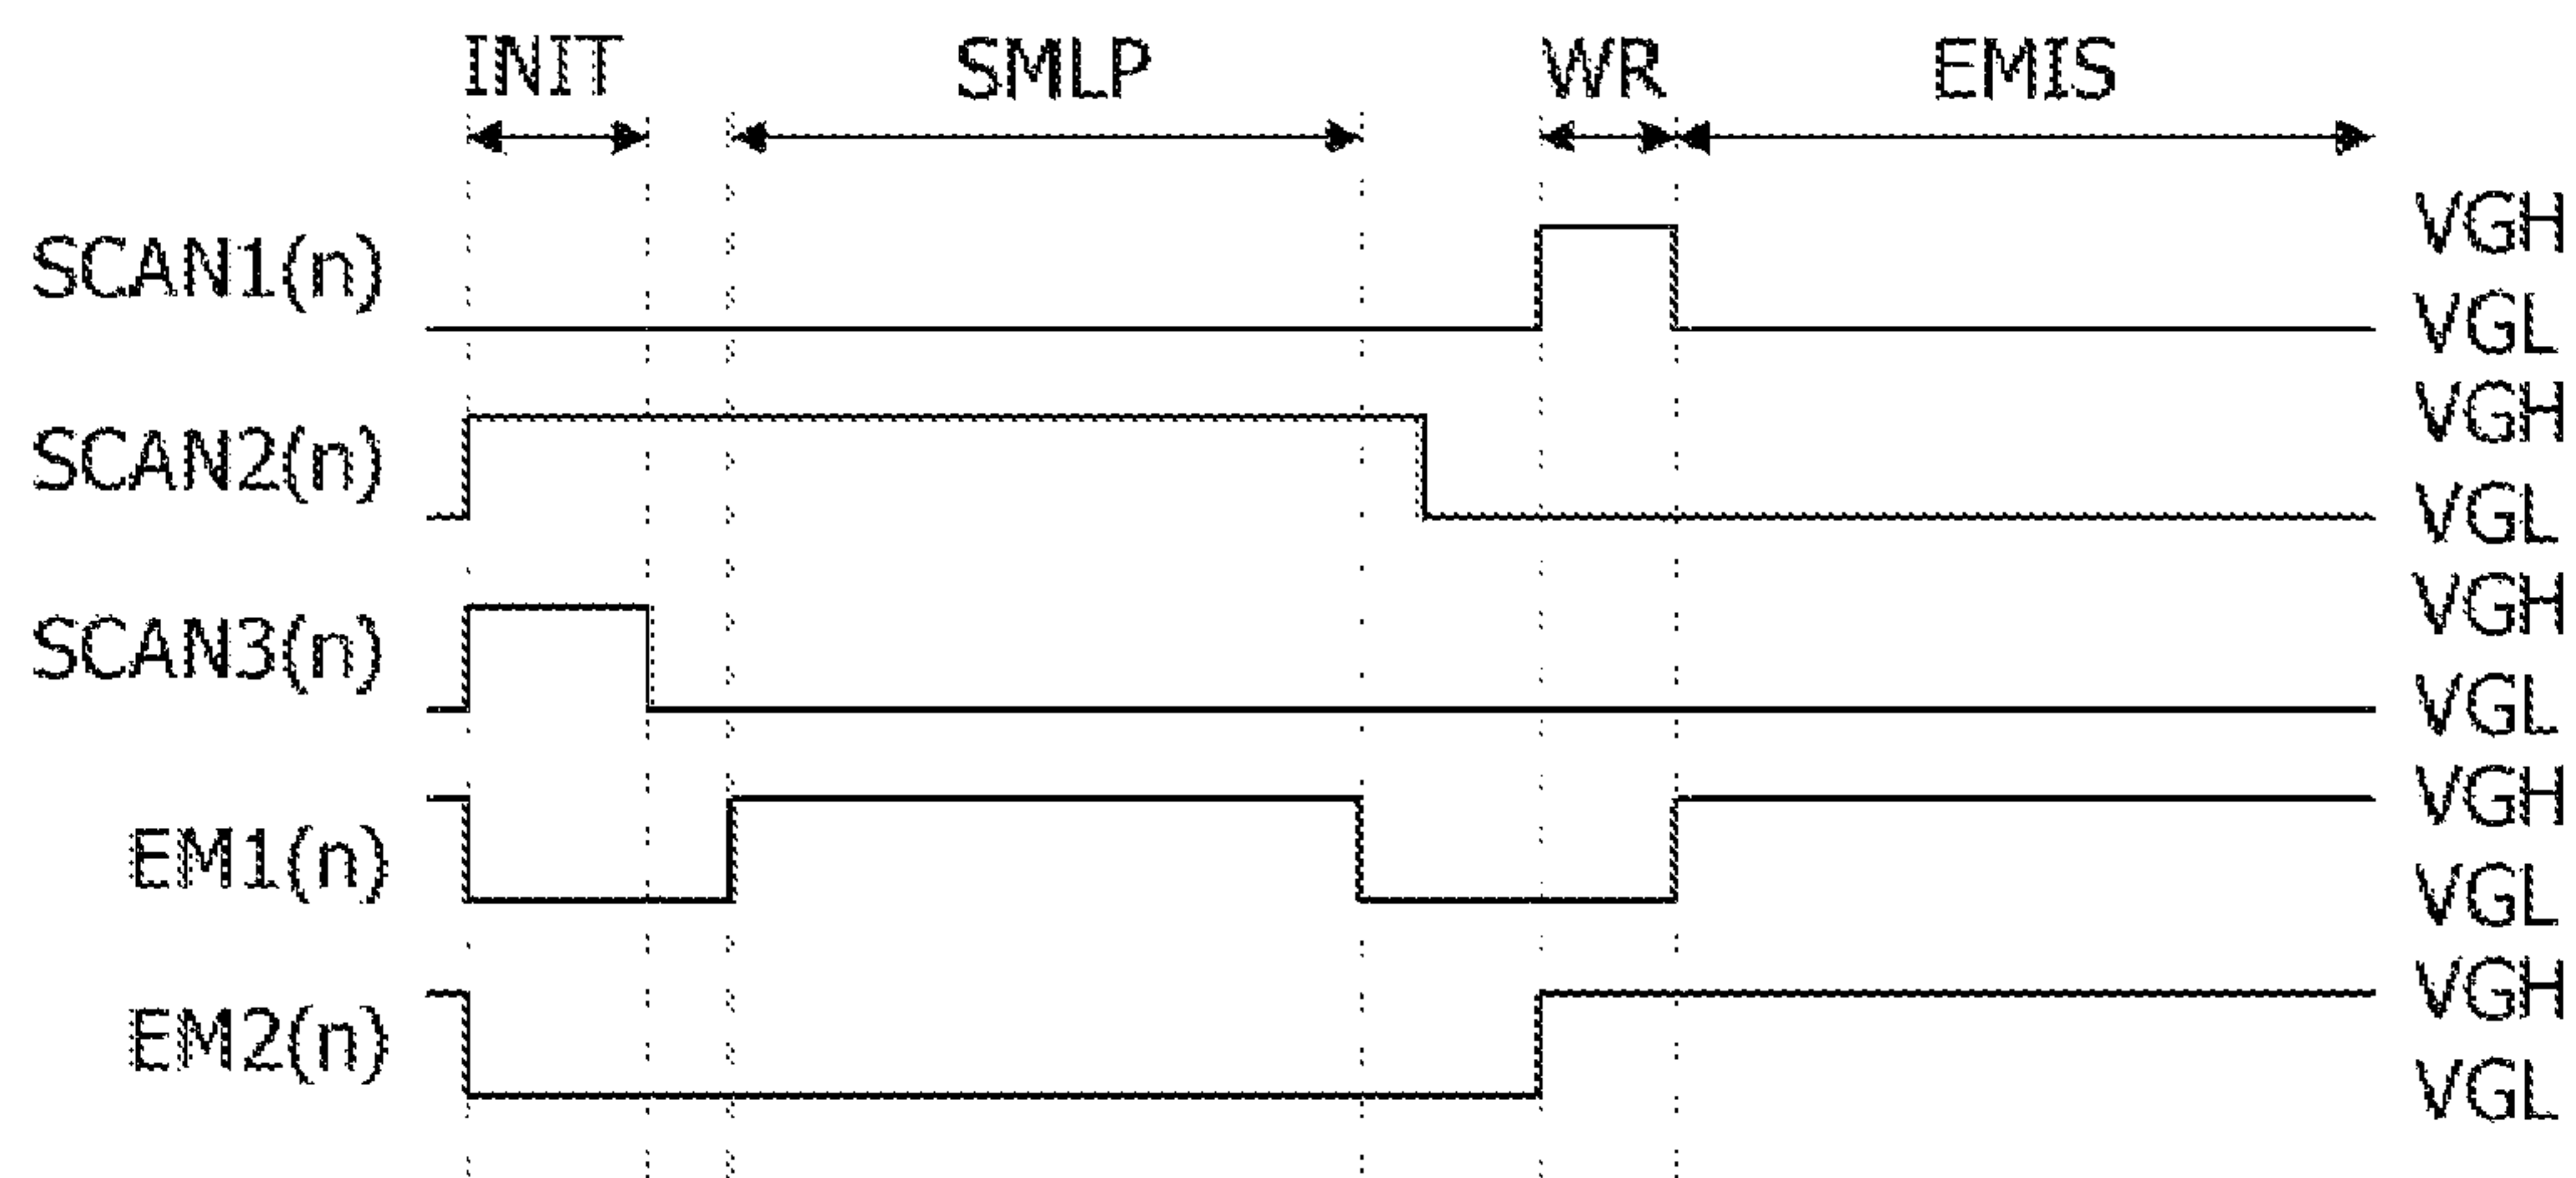 INIT SMLP WR EMIS
SCAN1(n) VGH
VGL
SCAN2(n) VGH
VGL
SCAN3(n) VGH
VGL
EM1(n) VGH
VGL
EM2(n) VGH
VGL